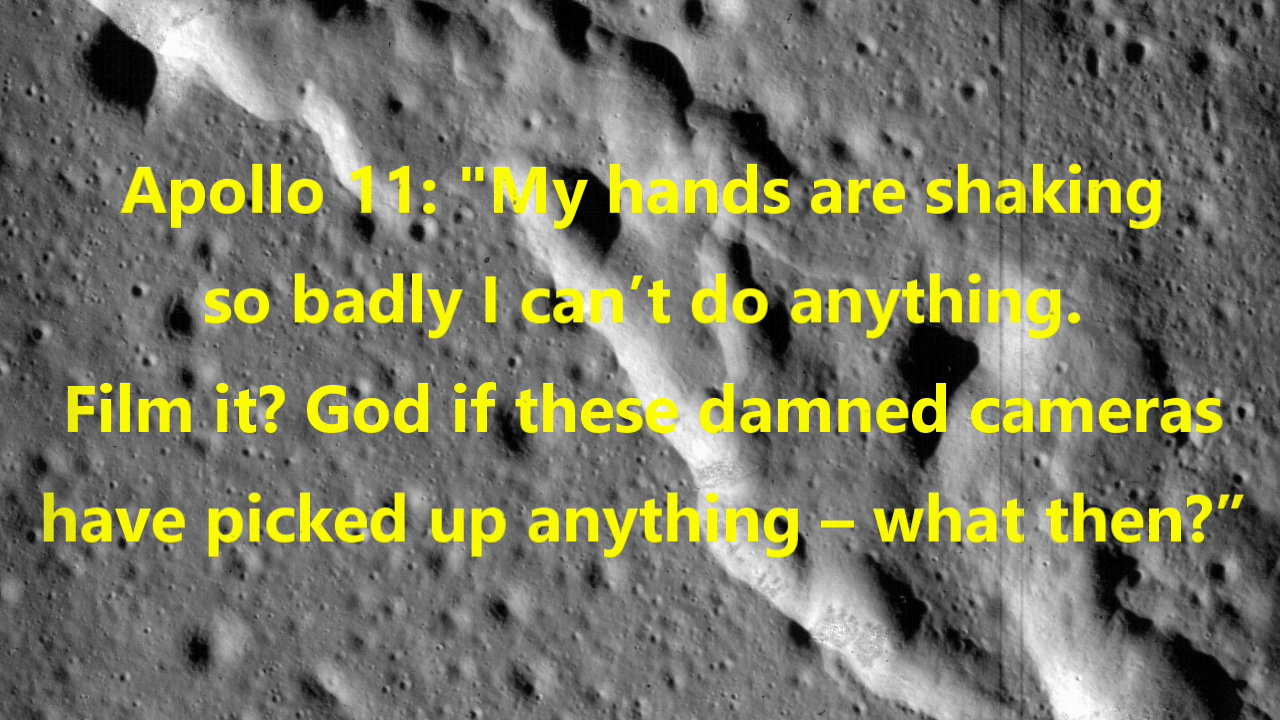 Apollo 11: "My hands are shaking
so badly I can’t do anything.
Film it? God if these damned cameras
have picked up anything – what then?”